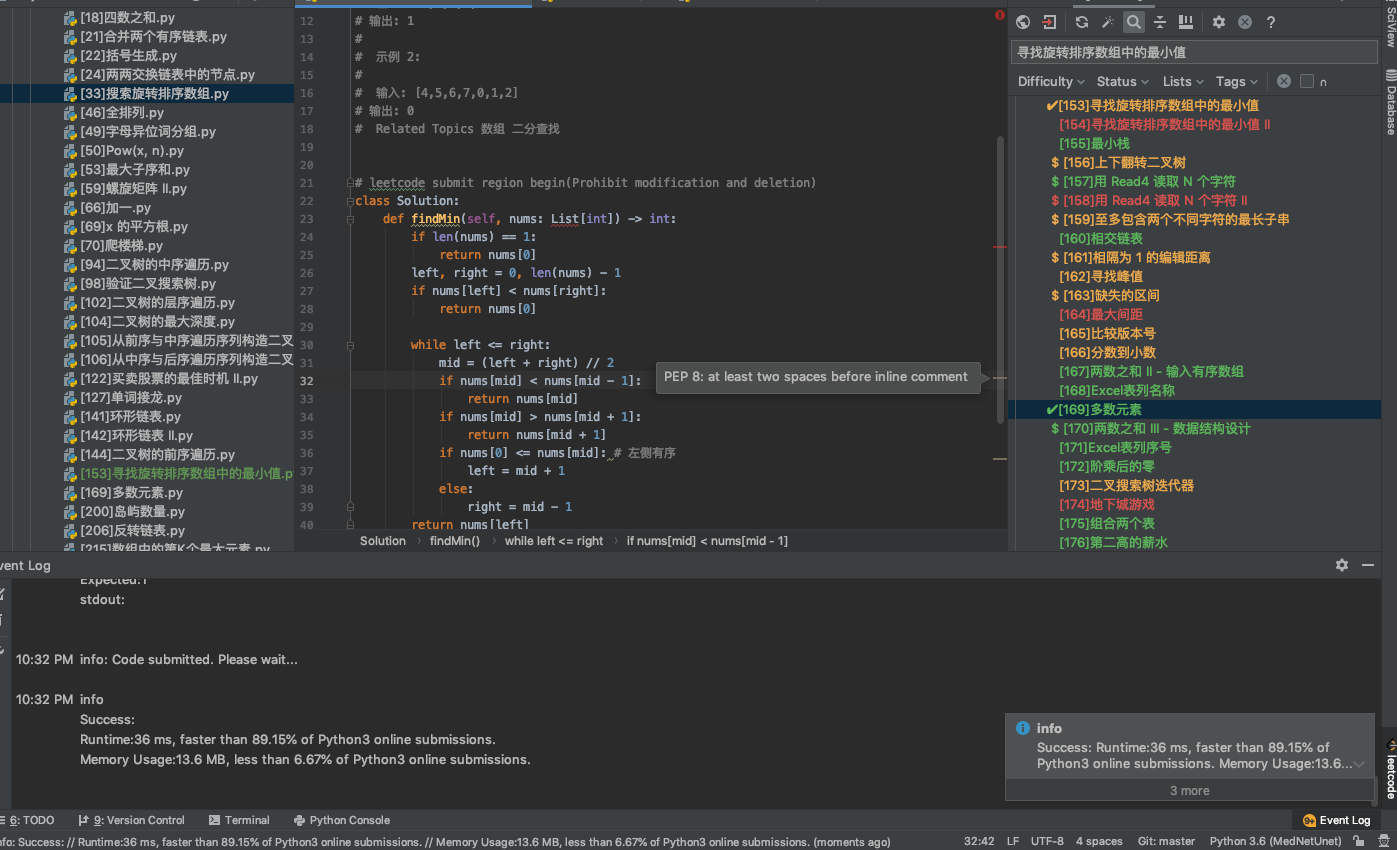 [18]四数之和.py
[21]合并两个有序链表.py
[22]括号生成.py
[24]两两交换链表中的节点.py
[33]搜索旋转排序数组.py
[46]全排列.py
[49]字母异位词分组.py
[50]Pow(x, n).py
[53]最大子序和.py
[59]螺旋矩阵 II.py
[66]加一.py
[69]x 的平方根.py
[70]爬楼梯.py
[94]二叉树的中序遍历.py
[98]验证二叉搜索树.py
[102]二叉树的层序遍历.py
[104]二叉树的最大深度.py
[105]从前序与中序遍历序列构造二叉
[106]从中序与后序遍历序列构造二叉
[122]买卖股票的最佳时机 II.py
[127]单词接龙.py
[141]环形链表.py
[142]环形链表 II.py
[144]二叉树的前序遍历.py
[153]寻找旋转排序数组中的最小值.p
[169]多数元素.py
[200]岛屿数量.py
[206]反转链表.py
[215]数组中的第K个最大元素.py
12 # 输出: 1
13 #
14 # 示例 2:
15 #
16 # 输入: [4,5,6,7,0,1,2]
17 # 输出: 0
18 # Related Topics 数组 二分查找
19
20
21 # leetcode submit region begin(Prohibit modification and deletion)
22 class Solution:
23 def findMin(self, nums: List[int]) -> int:
24 if len(nums) == 1:
25 return nums[0]
26 left, right = 0, len(nums) - 1
27 if nums[left] < nums[right]:
28 return nums[0]
29
30 while left <= right:
31 mid = (left + right) // 2
32 if nums[mid] < nums[mid - 1]:
PEP 8: at least two spaces before inline comment
33 return nums[mid]
34 if nums[mid] > nums[mid + 1]:
35 return nums[mid + 1]
36 if nums[0] <= nums[mid]: # 左侧有序
37 left = mid + 1
38 else:
39 right = mid - 1
40 return nums[left]
Solution › findMin() › while left <= right › if nums[mid] < nums[mid - 1]
寻找旋转排序数组中的最小值
Difficulty Status Lists Tags
✔[153]寻找旋转排序数组中的最小值
[154]寻找旋转排序数组中的最小值 II
[155]最小栈
$ [156]上下翻转二叉树
$ [157]用 Read4 读取 N 个字符
$ [158]用 Read4 读取 N 个字符 II
$ [159]至多包含两个不同字符的最长子串
[160]相交链表
$ [161]相隔为 1 的编辑距离
[162]寻找峰值
$ [163]缺失的区间
[164]最大间距
[165]比较版本号
[166]分数到小数
[167]两数之和 II - 输入有序数组
[168]Excel表列名称
✔[169]多数元素
$ [170]两数之和 III - 数据结构设计
[171]Excel表列序号
[172]阶乘后的零
[173]二叉搜索树迭代器
[174]地下城游戏
[175]组合两个表
[176]第二高的薪水
SciView
Database
leetcode
vent Log
Expected:1
stdout:
10:32 PM info: Code submitted. Please wait...
10:32 PM info
Success:
Runtime:36 ms, faster than 89.15% of Python3 online submissions.
Memory Usage:13.6 MB, less than 6.67% of Python3 online submissions.
info
Success: Runtime:36 ms, faster than 89.15% of
Python3 online submissions. Memory Usage:13.6...
3 more
6: TODO 9: Version Control Terminal Python Console 9+ Event Log
nfo: Success: // Runtime:36 ms, faster than 89.15% of Python3 online submissions. // Memory Usage:13.6 MB, less than 6.67% of Python3 online submissions. (moments ago) 32:42 LF UTF-8 4 spaces Git: master Python 3.6 (MedNetUnet)